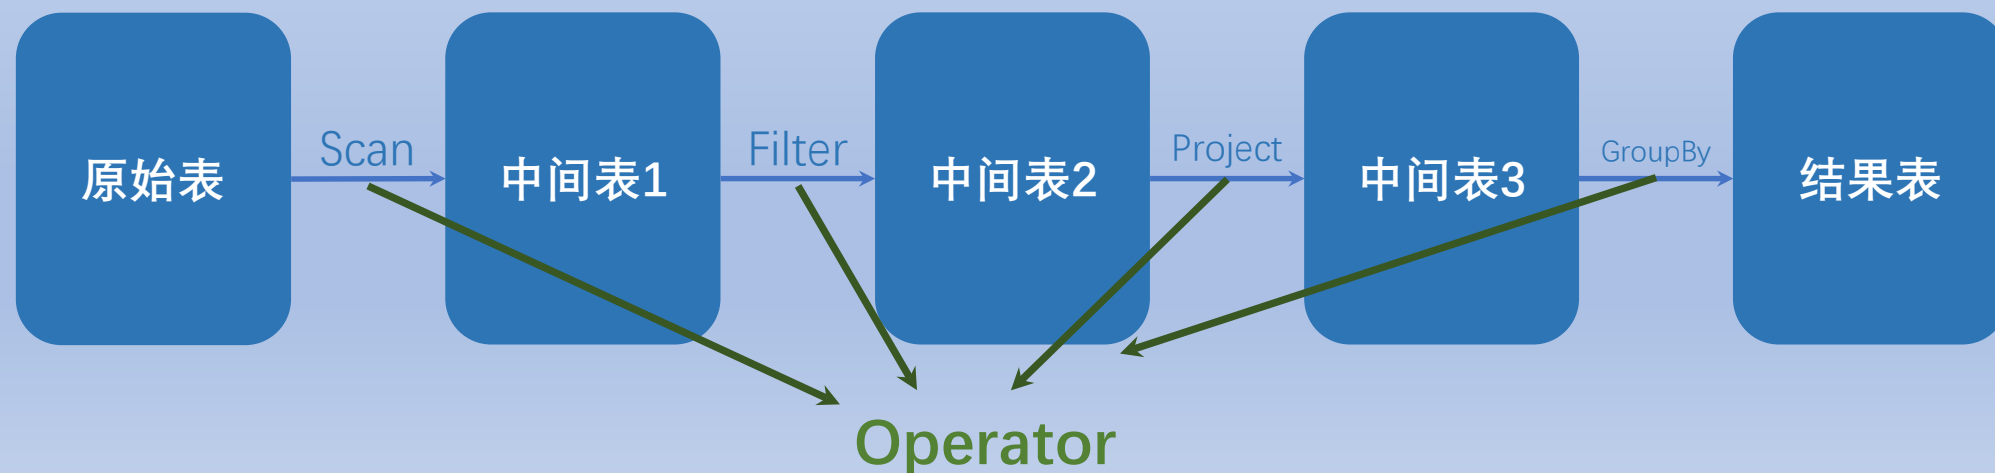 原始表
Scan
中间表1
Filter
中间表2
Project
中间表3
GroupBy
结果表
Operator